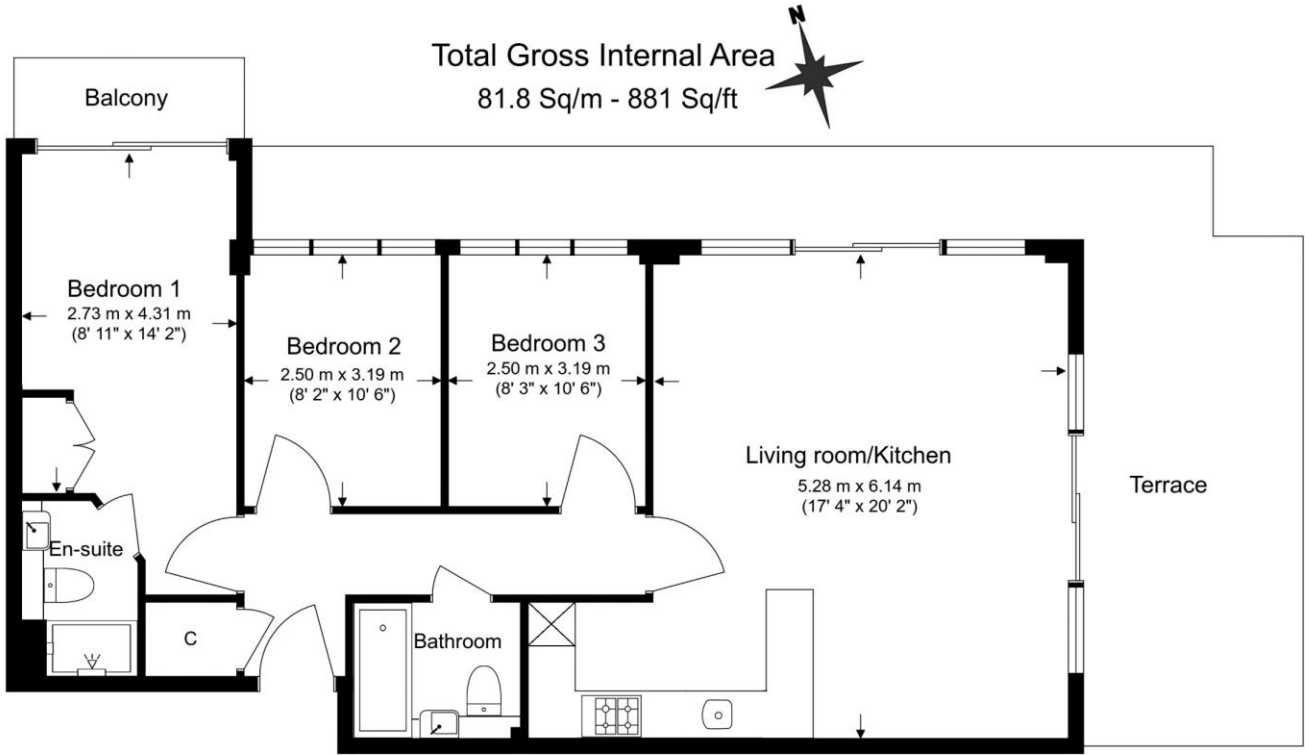 N
Total Gross Internal Area
81.8 Sq/m - 881 Sq/ft
Balcony
Bedroom 1
2.73 m x 4.31 m
(8' 11" x 14' 2")
Bedroom 2
2.50 m x 3.19 m
(8' 2" x 10' 6")
Bedroom 3
2.50 m x 3.19 m
(8' 3" x 10' 6")
Living room/Kitchen
5.28 m x 6.14 m
(17' 4" x 20' 2")
Terrace
En-suite
C
Bathroom